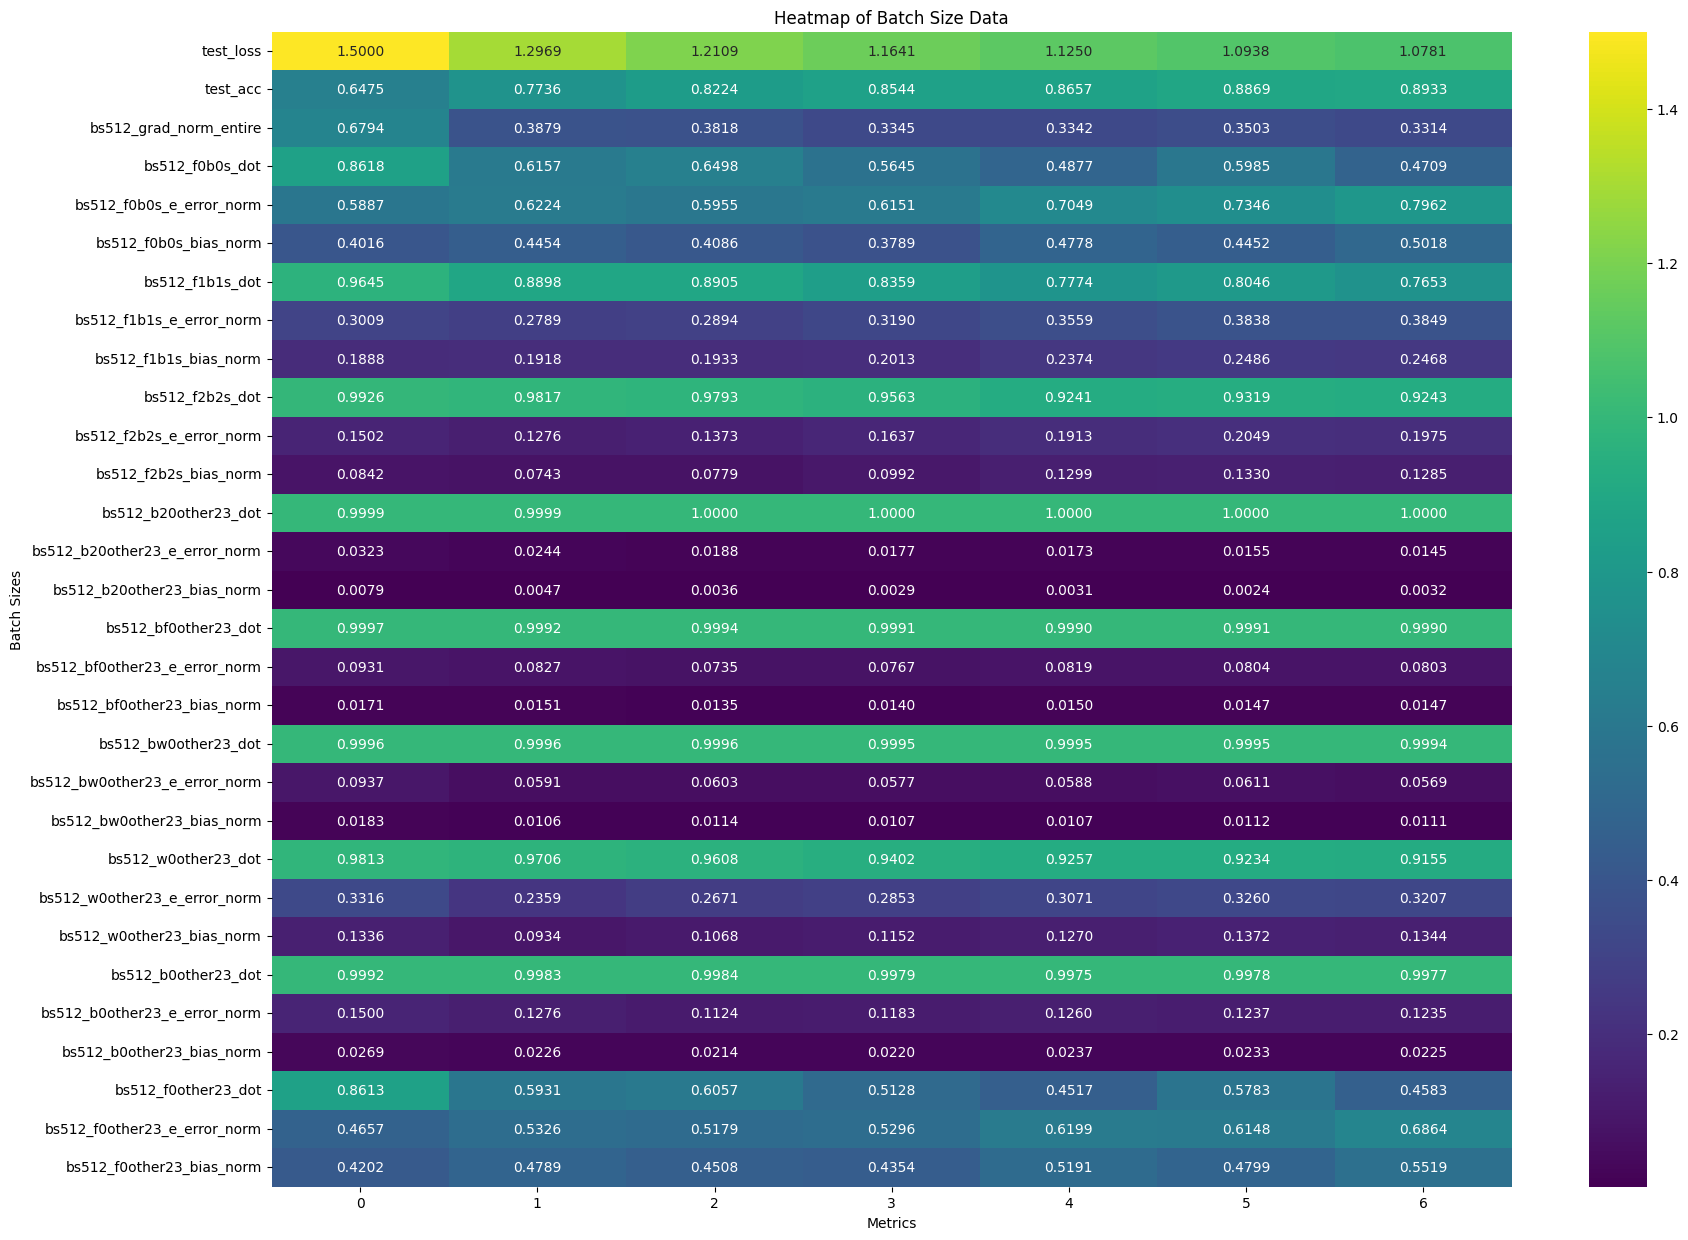 Heatmap of Batch Size Data
test_loss 1.5000 1.2969 1.2109 1.1641 1.1250 1.0938 1.0781
test_acc 0.6475 0.7736 0.8224 0.8544 0.8657 0.8869 0.8933
bs512_grad_norm_entire 0.6794 0.3879 0.3818 0.3345 0.3342 0.3503 0.3314
bs512_f0b0s_dot 0.8618 0.6157 0.6498 0.5645 0.4877 0.5985 0.4709
bs512_f0b0s_e_error_norm 0.5887 0.6224 0.5955 0.6151 0.7049 0.7346 0.7962
bs512_f0b0s_bias_norm 0.4016 0.4454 0.4086 0.3789 0.4778 0.4452 0.5018
bs512_f1b1s_dot 0.9645 0.8898 0.8905 0.8359 0.7774 0.8046 0.7653
bs512_f1b1s_e_error_norm 0.3009 0.2789 0.2894 0.3190 0.3559 0.3838 0.3849
bs512_f1b1s_bias_norm 0.1888 0.1918 0.1933 0.2013 0.2374 0.2486 0.2468
bs512_f2b2s_dot 0.9926 0.9817 0.9793 0.9563 0.9241 0.9319 0.9243
bs512_f2b2s_e_error_norm 0.1502 0.1276 0.1373 0.1637 0.1913 0.2049 0.1975
bs512_f2b2s_bias_norm 0.0842 0.0743 0.0779 0.0992 0.1299 0.1330 0.1285
bs512_b20other23_dot 0.9999 0.9999 1.0000 1.0000 1.0000 1.0000 1.0000
bs512_b20other23_e_error_norm 0.0323 0.0244 0.0188 0.0177 0.0173 0.0155 0.0145
bs512_b20other23_bias_norm 0.0079 0.0047 0.0036 0.0029 0.0031 0.0024 0.0032
bs512_bf0other23_dot 0.9997 0.9992 0.9994 0.9991 0.9990 0.9991 0.9990
bs512_bf0other23_e_error_norm 0.0931 0.0827 0.0735 0.0767 0.0819 0.0804 0.0803
bs512_bf0other23_bias_norm 0.0171 0.0151 0.0135 0.0140 0.0150 0.0147 0.0147
bs512_bw0other23_dot 0.9996 0.9996 0.9996 0.9995 0.9995 0.9995 0.9994
bs512_bw0other23_e_error_norm 0.0937 0.0591 0.0603 0.0577 0.0588 0.0611 0.0569
bs512_bw0other23_bias_norm 0.0183 0.0106 0.0114 0.0107 0.0107 0.0112 0.0111
bs512_w0other23_dot 0.9813 0.9706 0.9608 0.9402 0.9257 0.9234 0.9155
bs512_w0other23_e_error_norm 0.3316 0.2359 0.2671 0.2853 0.3071 0.3260 0.3207
bs512_w0other23_bias_norm 0.1336 0.0934 0.1068 0.1152 0.1270 0.1372 0.1344
bs512_b0other23_dot 0.9992 0.9983 0.9984 0.9979 0.9975 0.9978 0.9977
bs512_b0other23_e_error_norm 0.1500 0.1276 0.1124 0.1183 0.1260 0.1237 0.1235
bs512_b0other23_bias_norm 0.0269 0.0226 0.0214 0.0220 0.0237 0.0233 0.0225
bs512_f0other23_dot 0.8613 0.5931 0.6057 0.5128 0.4517 0.5783 0.4583
bs512_f0other23_e_error_norm 0.4657 0.5326 0.5179 0.5296 0.6199 0.6148 0.6864
bs512_f0other23_bias_norm 0.4202 0.4789 0.4508 0.4354 0.5191 0.4799 0.5519
0 1 2 3 4 5 6
Metrics
Batch Sizes
1.4
1.2
1.0
0.8
0.6
0.4
0.2